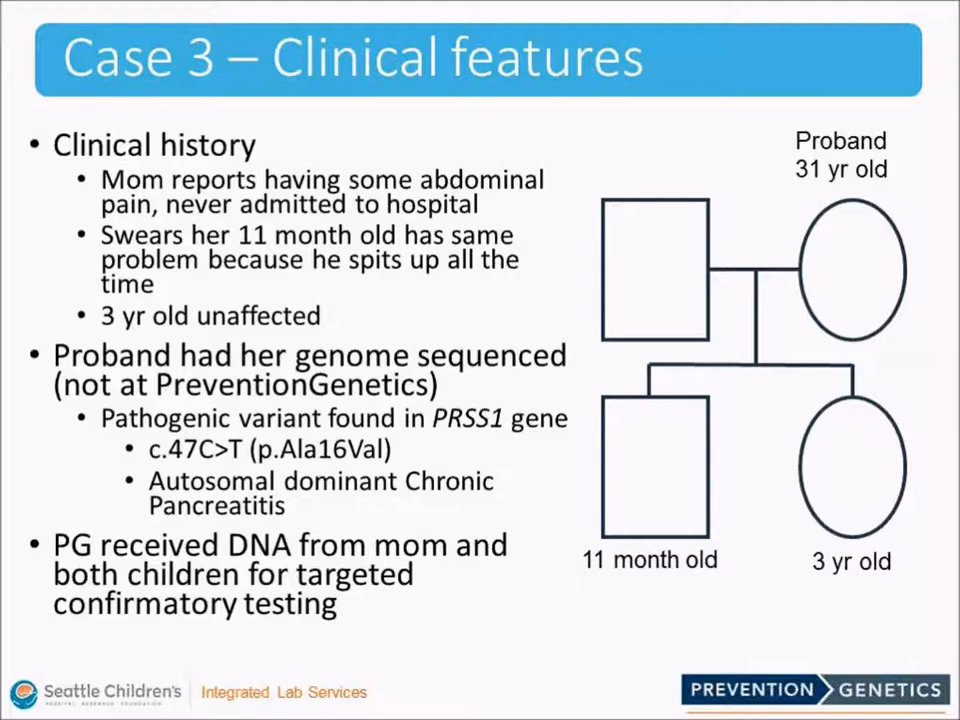 Case 3 – Clinical features
• Clinical history
• Mom reports having some abdominal
pain, never admitted to hospital
• Swears her 11 month old has same
problem because he spits up all the
time
• 3 yr old unaffected
• Proband had her genome sequenced
(not at PreventionGenetics)
• Pathogenic variant found in PRSS1 gene
• c.47C>T (p.Ala16Val)
• Autosomal dominant Chronic
Pancreatitis
• PG received DNA from mom and
both children for targeted
confirmatory testing
Proband
31 yr old
11 month old
3 yr old
Seattle Children's
HOSPITAL. RESEARCH. FOUNDATION
Integrated Lab Services
PREVENTION GENETICS